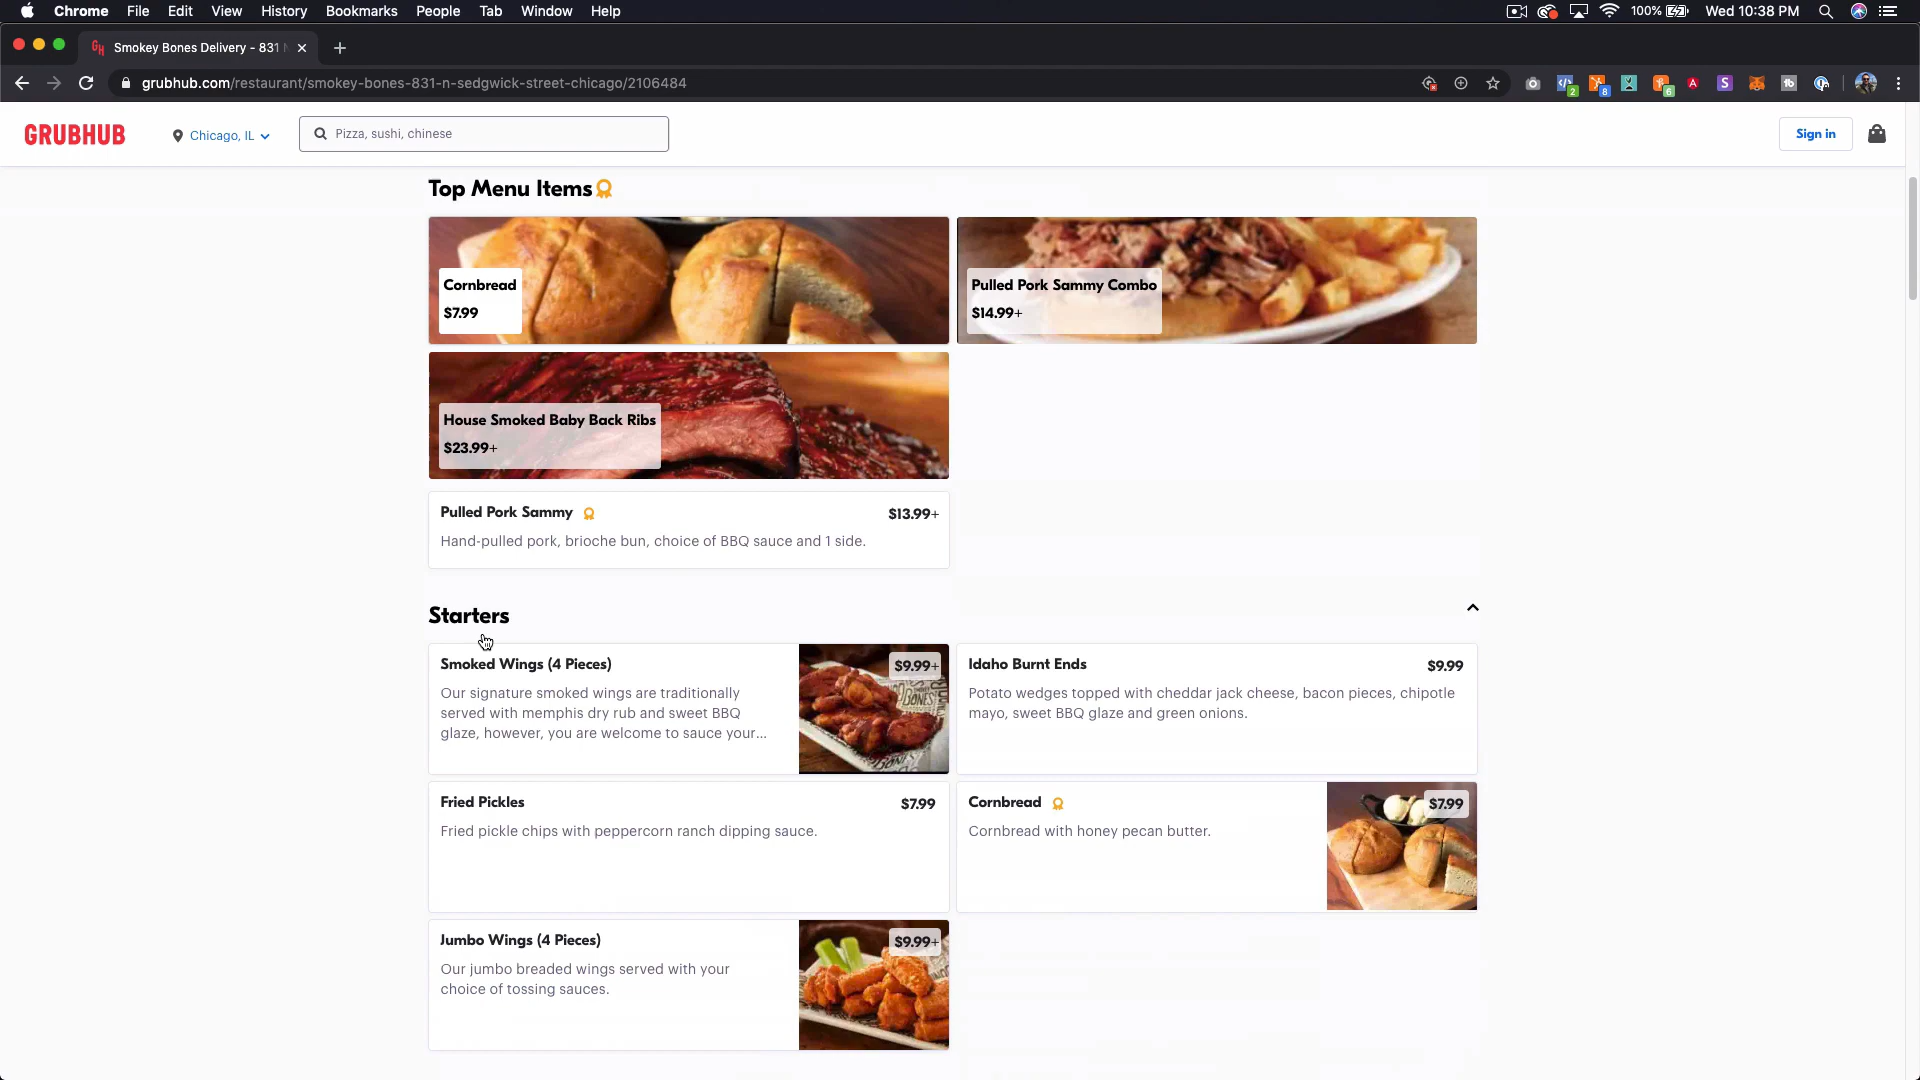 Chrome File Edit View History Bookmarks People Tab Window Help 100% Wed 10:38 PM
GH Smokey Bones Delivery - 831
grubhub.com/restaurant/smokey-bones-831-n-sedgwick-street-chicago/2106484 2 8 6 A S tb
GRUBHUB Chicago, IL Pizza, sushi, chinese Sign in
Top Menu Items
Cornbread
$7.99
Pulled Pork Sammy Combo
$14.99+
House Smoked Baby Back Ribs
$23.99+
Pulled Pork Sammy $13.99+
Hand-pulled pork, brioche bun, choice of BBQ sauce and 1 side.
Starters
Smoked Wings (4 Pieces) $9.99+
Our signature smoked wings are traditionally
served with memphis dry rub and sweet BBQ
glaze, however, you are welcome to sauce your...
BONES
Idaho Burnt Ends $9.99
Potato wedges topped with cheddar jack cheese, bacon pieces, chipotle
mayo, sweet BBQ glaze and green onions.
Fried Pickles $7.99
Fried pickle chips with peppercorn ranch dipping sauce.
Cornbread $7.99
Cornbread with honey pecan butter.
Jumbo Wings (4 Pieces) $9.99+
Our jumbo breaded wings served with your
choice of tossing sauces.